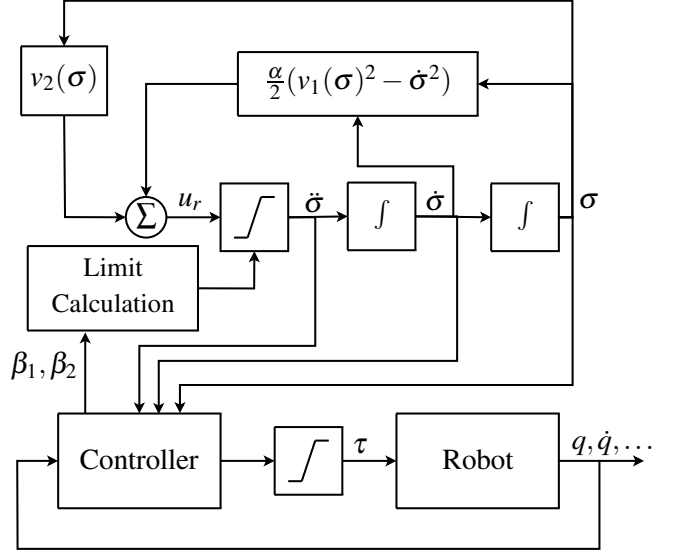 v₂(σ)
α/2 (v₁(σ)² − σ̇²)
Σ
u_r
σ̈
∫
σ̇
∫
σ
Limit
Calculation
β₁, β₂
Controller
τ
Robot
q, q̇, …